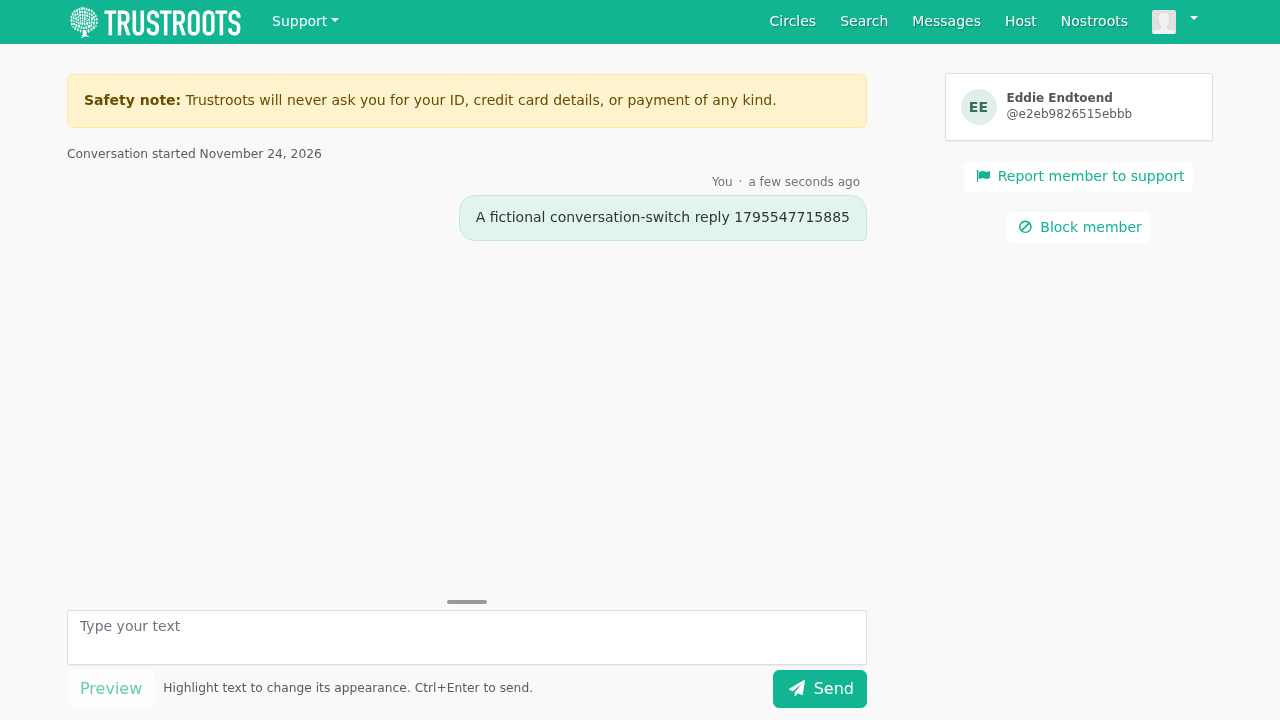 TRUSTROOTS Support Circles Search Messages Host Nostroots
Safety note: Trustroots will never ask you for your ID, credit card details, or payment of any kind.
Conversation started November 24, 2026
You · a few seconds ago
A fictional conversation-switch reply 1795547715885
EE
Eddie Endtoend
@e2eb9826515ebbb
Report member to support
Block member
Type your text
Preview Highlight text to change its appearance. Ctrl+Enter to send. Send